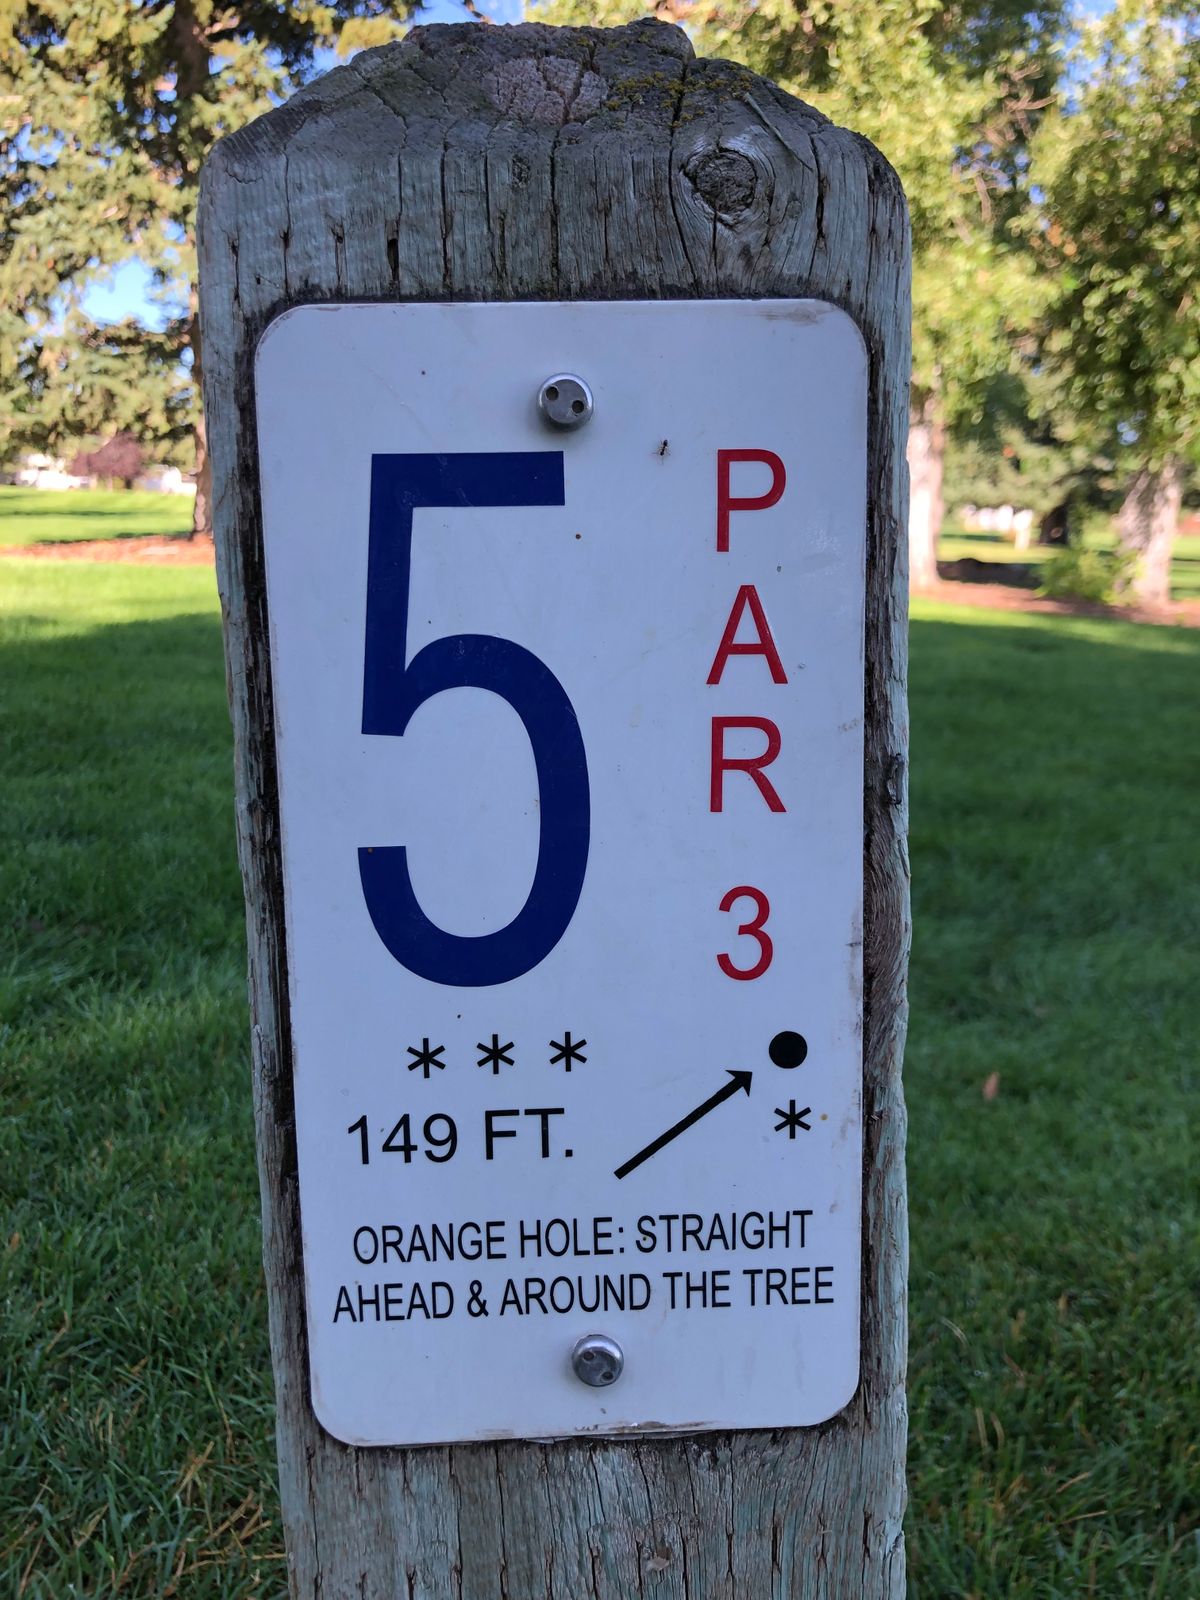 5
PAR 3
* * *
*
149 FT.
ORANGE HOLE: STRAIGHT
AHEAD & AROUND THE TREE